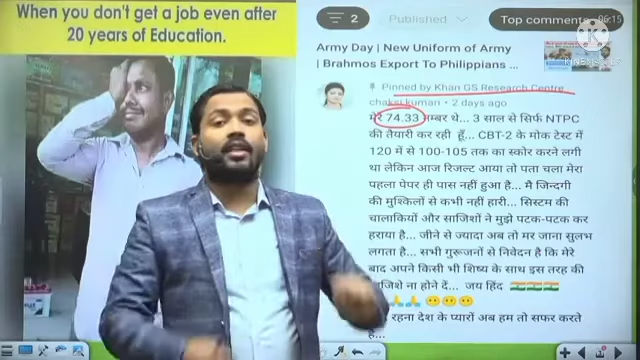 When you don't get a job even after
20 years of Education.
2
Published
Top comments
06:15
KINEMASTER
Army Day | New Uniform of Army
| Brahmos Export To Philippians ...
Pinned by Khan GS Research Centre
chaksi kuman • 2 days ago
मेरे 74.33 नम्बर थे... 3 साल से सिर्फ NTPC
की तैयारी कर रही हूँ... CBT-2 के मोक टेस्ट में
120 में से 100-105 तक का स्कोर करने लगी
था लेकिन आज रिजल्ट आया तो पता चला मेरा
पहला पेपर ही पास नहीं हुआ है... मै जिन्दगी
की मुश्किलों से कभी नहीं हारी... सिस्टम की
चालाकियों और साजिशों ने मुझे पटक-पटक कर
हराया है... जीने से ज्यादा अब तो मर जाना सुलभ
लगता है... सभी गुरूजनों से निवेदन है कि मेरे
बाद अपने किसी भी शिष्य के साथ इस तरह की
जिशे ना होने दें... जय हिंद
रहना देश के प्यारों अब हम तो सफर करते
है...